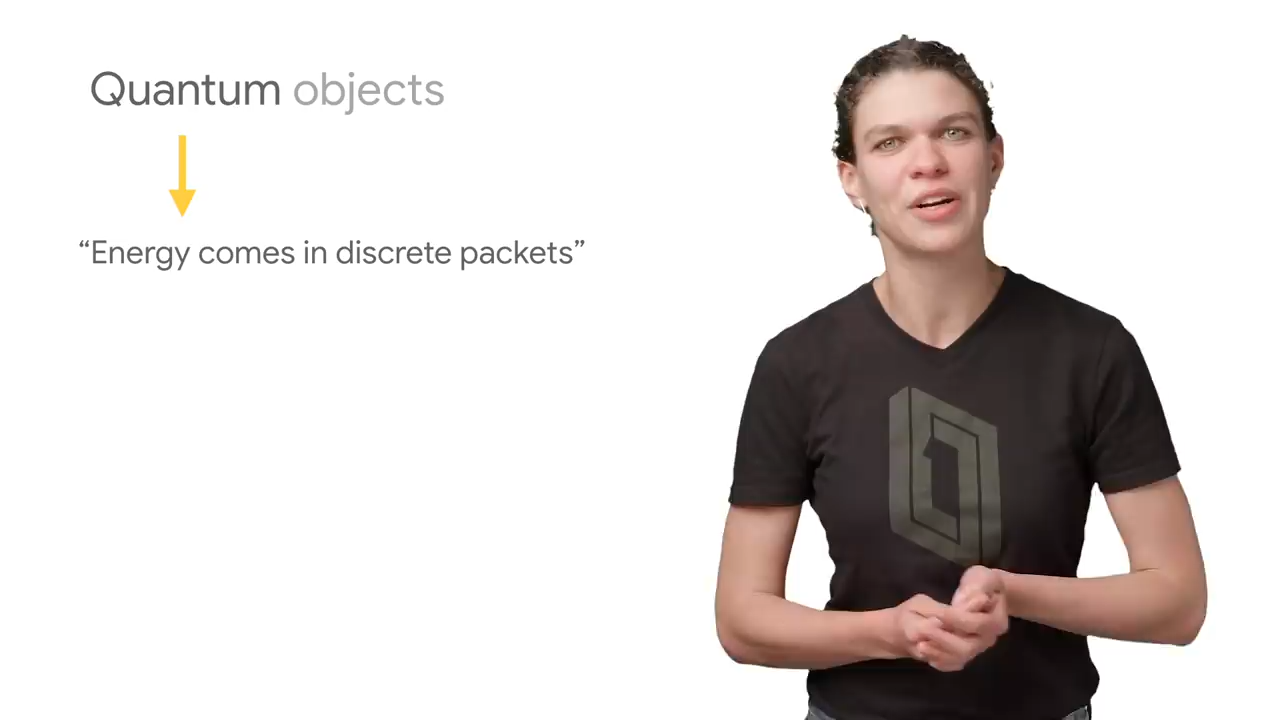 Quantum objects
“Energy comes in discrete packets”